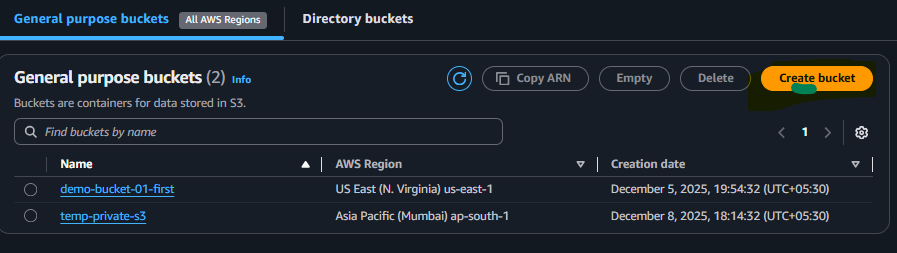 General purpose buckets All AWS Regions Directory buckets
General purpose buckets (2) Info Copy ARN Empty Delete Create bucket
Buckets are containers for data stored in S3.
Find buckets by name 1
Name AWS Region Creation date
demo-bucket-01-first US East (N. Virginia) us-east-1 December 5, 2025, 19:54:32 (UTC+05:30)
temp-private-s3 Asia Pacific (Mumbai) ap-south-1 December 8, 2025, 18:14:32 (UTC+05:30)